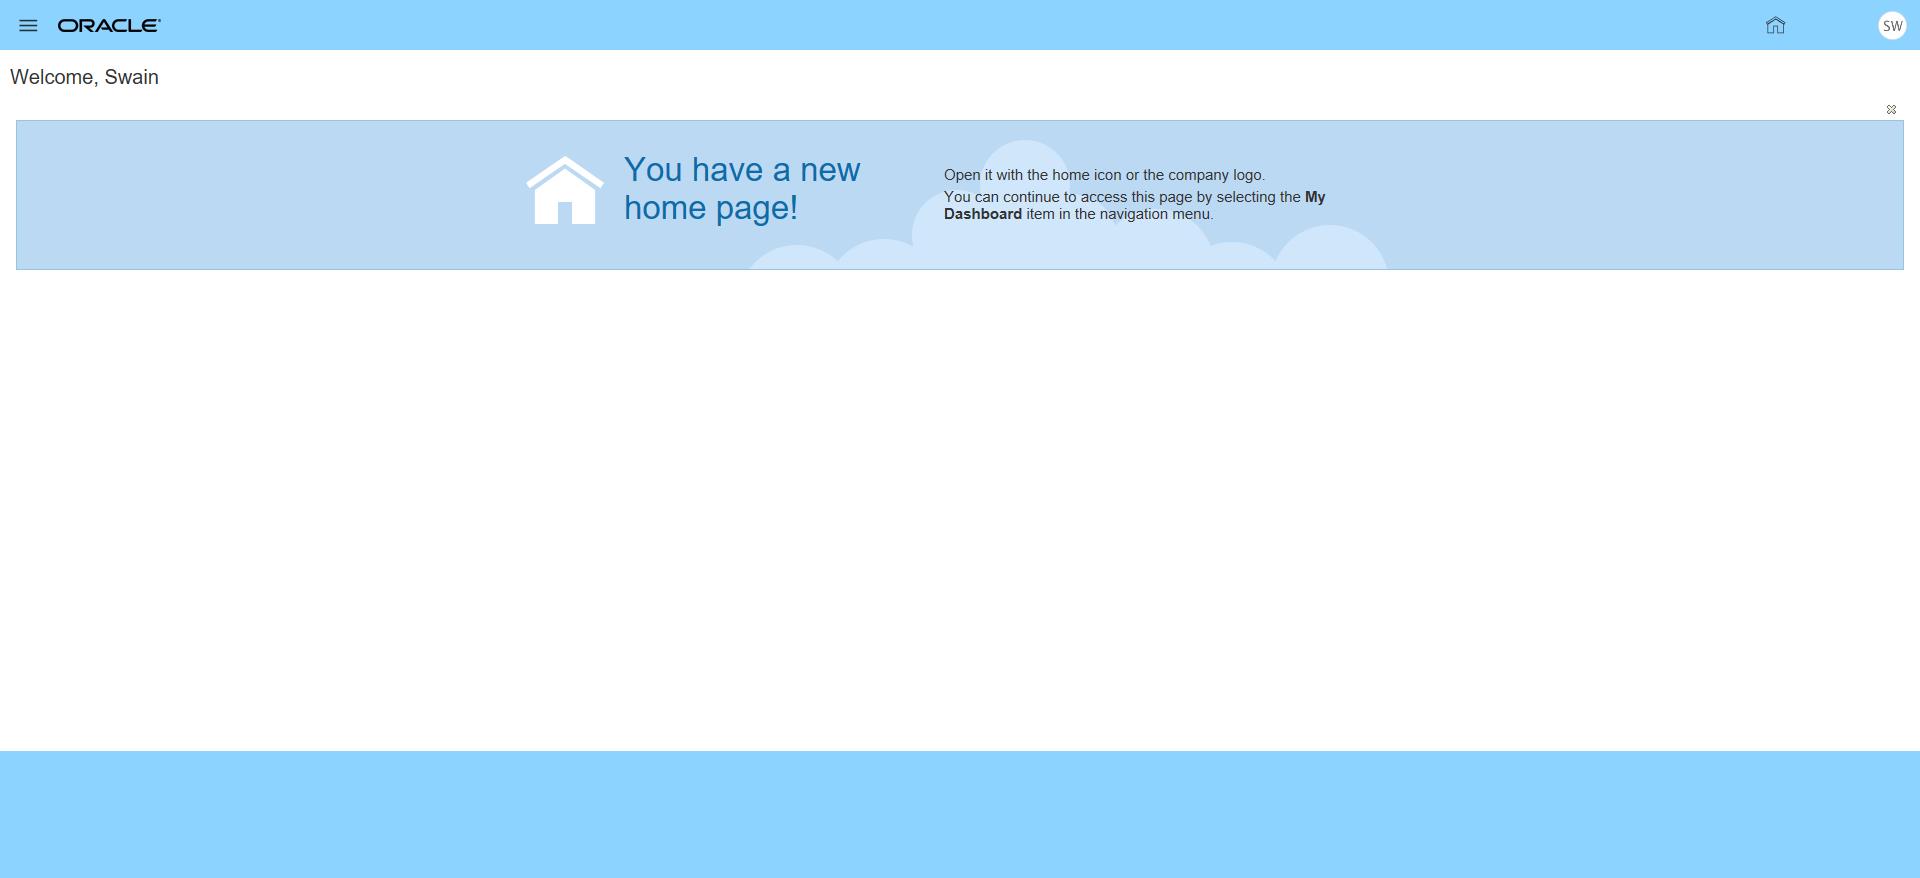 ORACLE
SW
Welcome, Swain
You have a new
home page!
Open it with the home icon or the company logo.
You can continue to access this page by selecting the My
Dashboard item in the navigation menu.